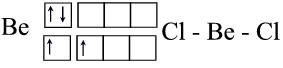 Be ↑↓ Cl - Be - Cl
↑ ↑